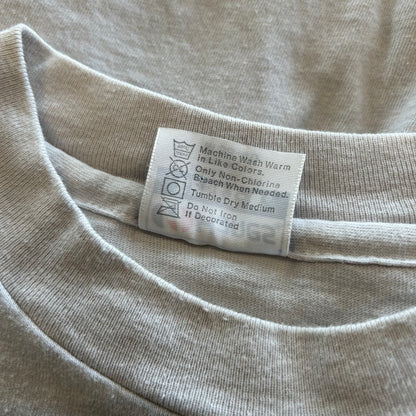 Machine Wash Warm
in Like Colors.
Only Non-Chlorine
Bleach When Needed.
Tumble Dry Medium
Do Not Iron
If Decorated